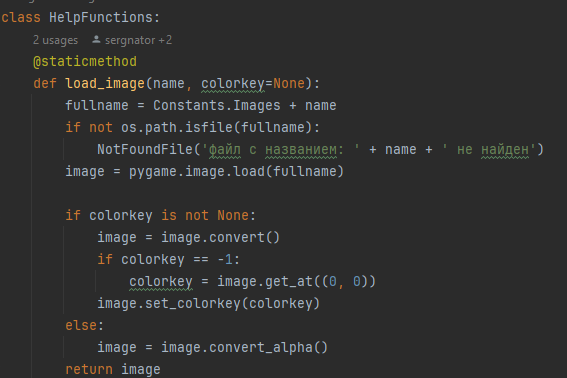 class HelpFunctions:
2 usages sergnator +2
@staticmethod
def load_image(name, colorkey=None):
fullname = Constants.Images + name
if not os.path.isfile(fullname):
NotFoundFile('файл с названием: ' + name + ' не найден')
image = pygame.image.load(fullname)
if colorkey is not None:
image = image.convert()
if colorkey == -1:
colorkey = image.get_at((0, 0))
image.set_colorkey(colorkey)
else:
image = image.convert_alpha()
return image